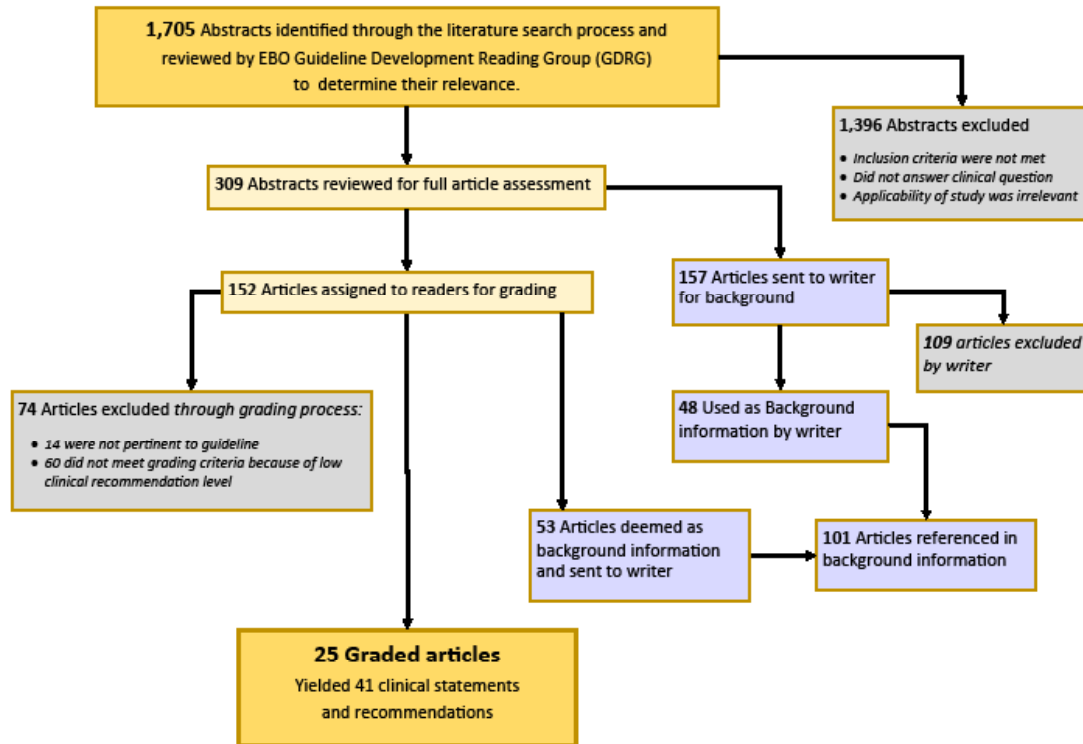 1,705 Abstracts identified through the literature search process and
reviewed by EBO Guideline Development Reading Group (GDRG)
to determine their relevance.
1,396 Abstracts excluded
• Inclusion criteria were not met
• Did not answer clinical question
• Applicability of study was irrelevant
309 Abstracts reviewed for full article assessment
152 Articles assigned to readers for grading
157 Articles sent to writer
for background
109 articles excluded
by writer
74 Articles excluded through grading process:
• 14 were not pertinent to guideline
• 60 did not meet grading criteria because of low
clinical recommendation level
48 Used as Background
information by writer
53 Articles deemed as
background information
and sent to writer
101 Articles referenced in
background information
25 Graded articles
Yielded 41 clinical statements
and recommendations